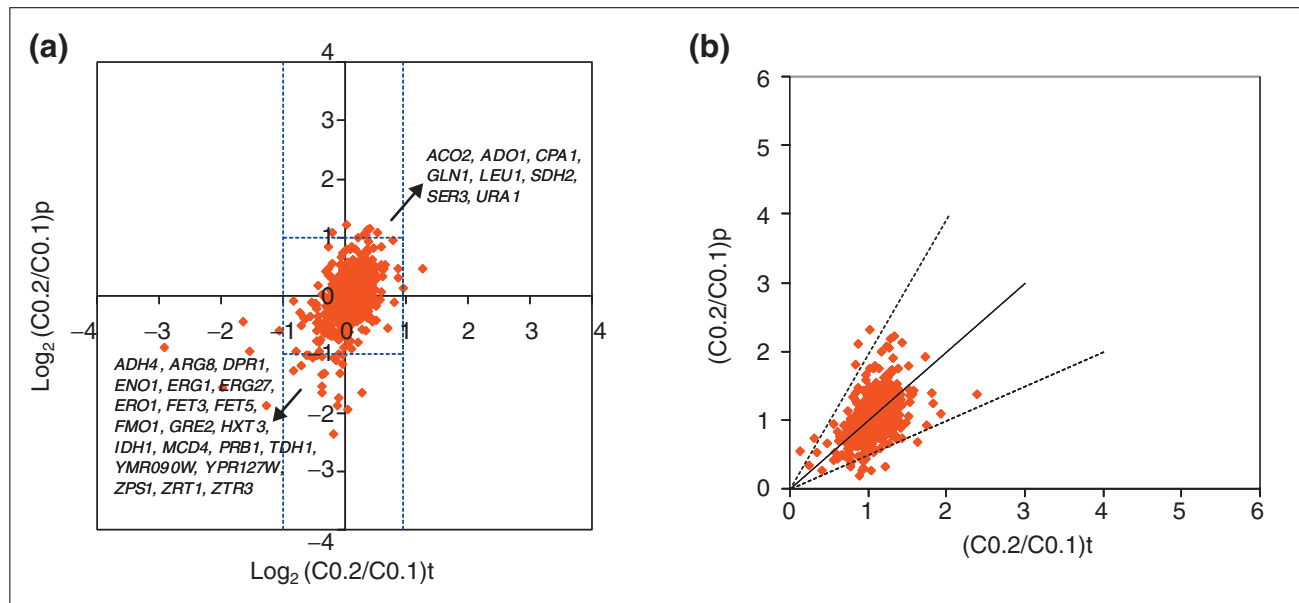 (a)
4
3
2
1
0
−1
−2
−3
−4
−4 −3 −2 −1 0 1 2 3 4
Log2 (C0.2/C0.1)p
Log2 (C0.2/C0.1)t
ACO2, ADO1, CPA1,
GLN1, LEU1, SDH2,
SER3, URA1
ADH4, ARG8, DPR1,
ENO1, ERG1, ERG27,
ERO1, FET3, FET5,
FMO1, GRE2, HXT3,
IDH1, MCD4, PRB1, TDH1,
YMR090W, YPR127W
ZPS1, ZRT1, ZTR3
(b)
6
5
4
3
2
1
0
0 1 2 3 4 5 6
(C0.2/C0.1)p
(C0.2/C0.1)t